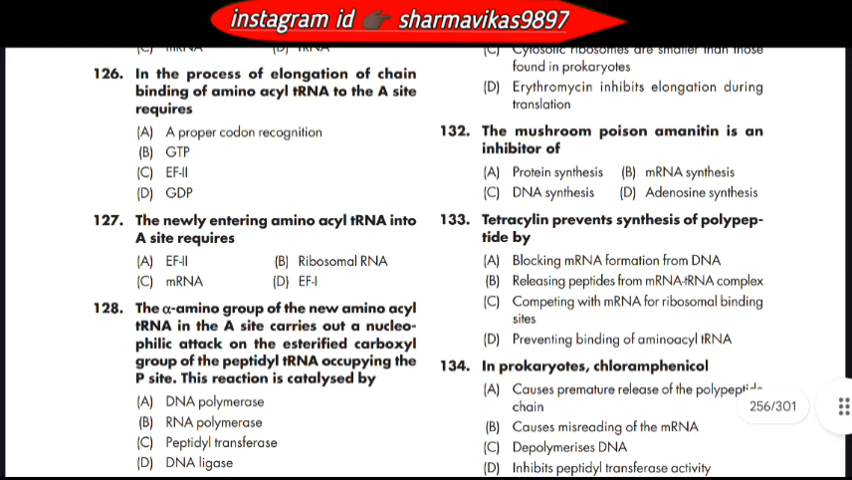 instagram id sharmavikas9897
(C) mRNA (D) TRNA
126. In the process of elongation of chain
binding of amino acyl tRNA to the A site
requires
(A) A proper codon recognition
(B) GTP
(C) EF-II
(D) GDP
127. The newly entering amino acyl tRNA into
A site requires
(A) EF-II (B) Ribosomal RNA
(C) mRNA (D) EF-I
128. The α-amino group of the new amino acyl
tRNA in the A site carries out a nucleo-
philic attack on the esterified carboxyl
group of the peptidyl tRNA occupying the
P site. This reaction is catalysed by
(A) DNA polymerase
(B) RNA polymerase
(C) Peptidyl transferase
(D) DNA ligase
(C) Cytosolic ribosomes are smaller than those
found in prokaryotes
(D) Erythromycin inhibits elongation during
translation
132. The mushroom poison amanitin is an
inhibitor of
(A) Protein synthesis (B) mRNA synthesis
(C) DNA synthesis (D) Adenosine synthesis
133. Tetracylin prevents synthesis of polypep-
tide by
(A) Blocking mRNA formation from DNA
(B) Releasing peptides from mRNA-tRNA complex
(C) Competing with mRNA for ribosomal binding
sites
(D) Preventing binding of aminoacyl tRNA
134. In prokaryotes, chloramphenicol
(A) Causes premature release of the polypeptide
chain
(B) Causes misreading of the mRNA
(C) Depolymerises DNA
(D) Inhibits peptidyl transferase activity
256/301